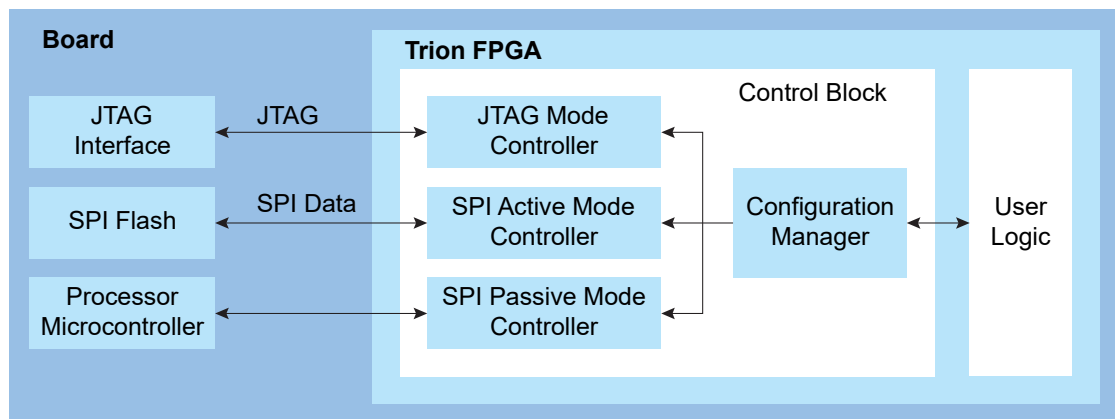 Board
Trion FPGA
Control Block
JTAG
Interface
JTAG
JTAG Mode
Controller
SPI Flash
SPI Data
SPI Active Mode
Controller
Configuration
Manager
User
Logic
Processor
Microcontroller
SPI Passive Mode
Controller